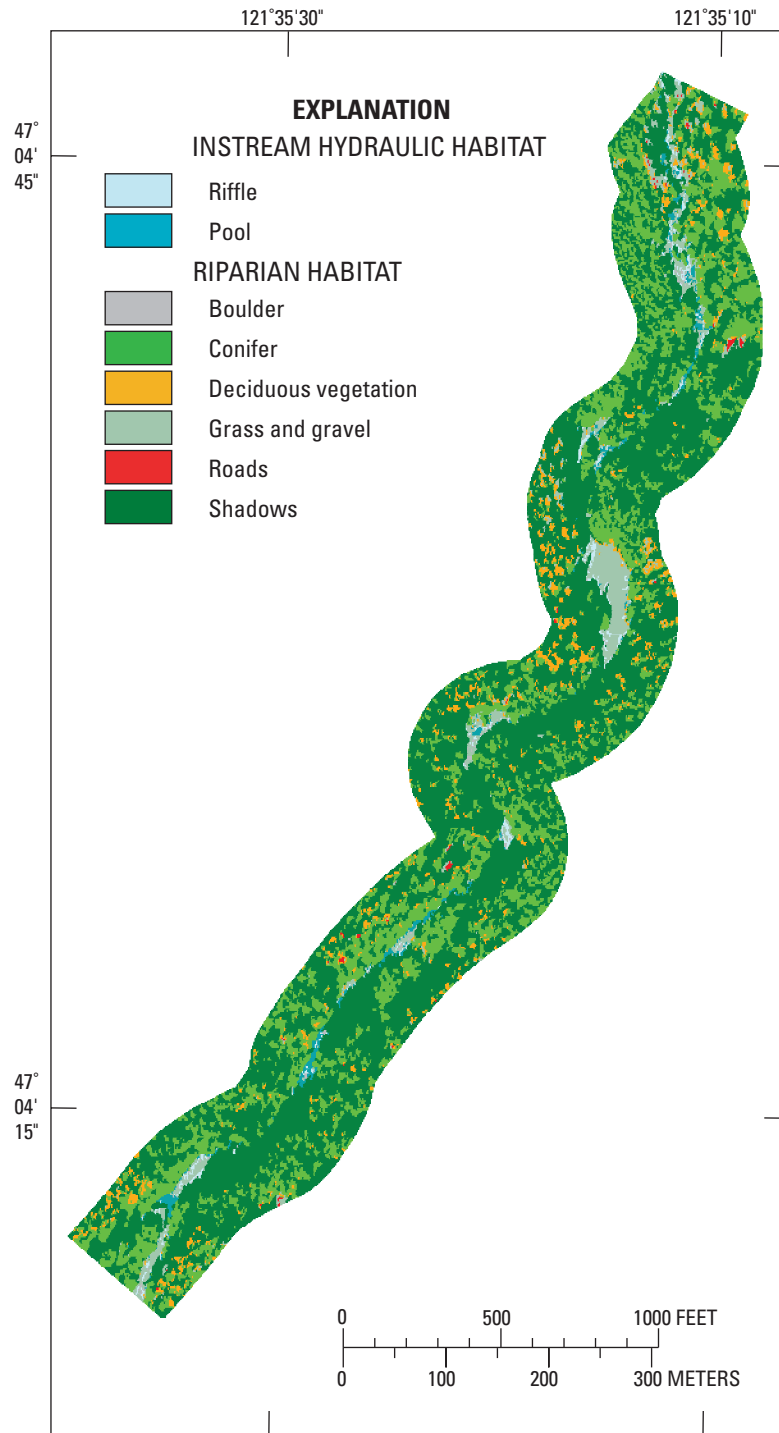 121°35'30" 121°35'10"
EXPLANATION
47°
04'
45"
INSTREAM HYDRAULIC HABITAT
Riffle
Pool
RIPARIAN HABITAT
Boulder
Conifer
Deciduous vegetation
Grass and gravel
Roads
Shadows
47°
04'
15"
0 500 1000 FEET
0 100 200 300 METERS